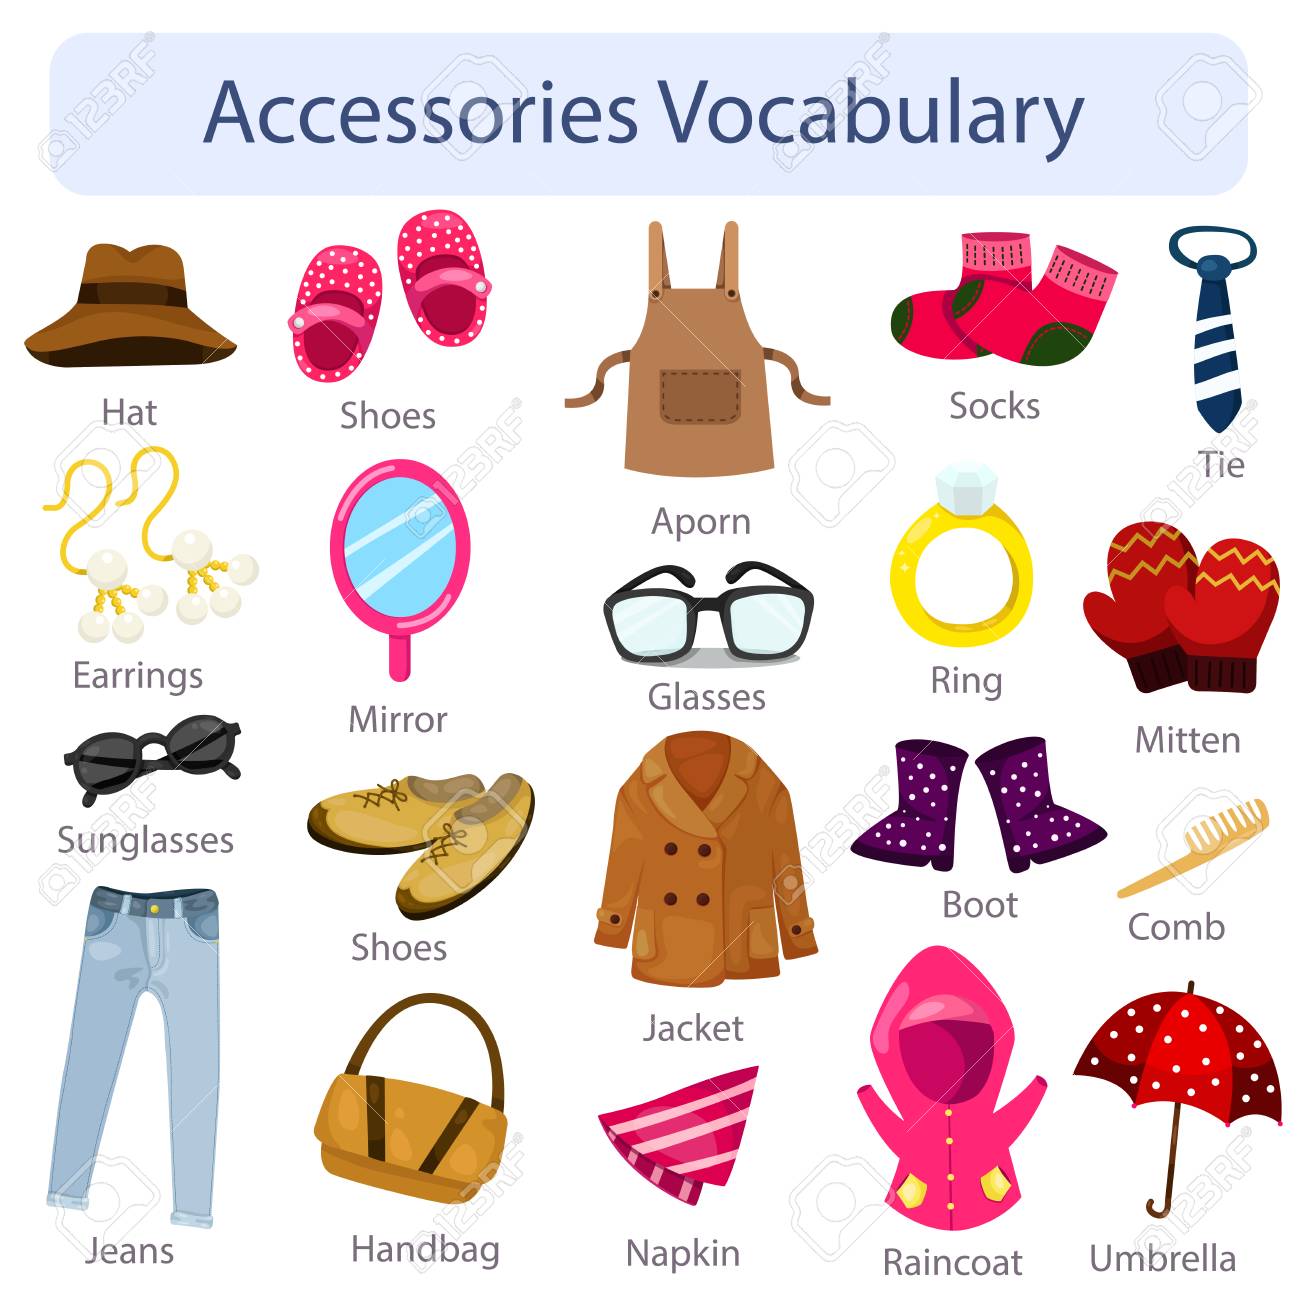 Accessories Vocabulary
Hat
Shoes
Aporn
Socks
Tie
Earrings
Mirror
Glasses
Ring
Mitten
Sunglasses
Shoes
Jacket
Boot
Comb
Jeans
Handbag
Napkin
Raincoat
Umbrella
123RF